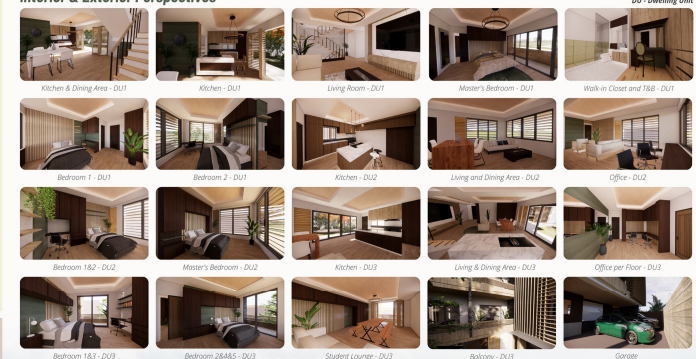 Interior & Exterior Perspectives
DU - Dwelling Unit
Kitchen & Dining Area - DU1
Kitchen - DU1
Living Room - DU1
Master's Bedroom - DU1
Walk-in Closet and T&B - DU1
Bedroom 1 - DU1
Bedroom 2 - DU1
Kitchen - DU2
Living and Dining Area - DU2
Office - DU2
Bedroom 1&2 - DU2
Master's Bedroom - DU2
Kitchen - DU3
Living & Dining Area - DU3
Office per Floor - DU3
Bedroom 1&3 - DU3
Bedroom 2&4&5 - DU3
Student Lounge - DU3
Balcony - DU3
Garage